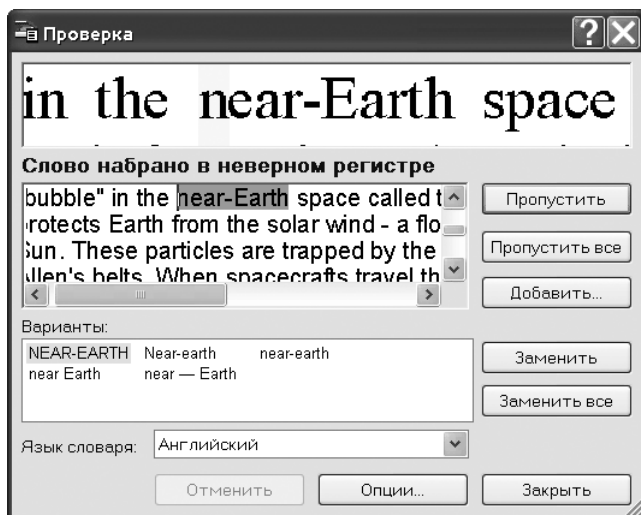 Проверка
in the near-Earth space
Слово набрано в неверном регистре
bubble" in the near-Earth space called t
rotects Earth from the solar wind - a flo
Sun. These particles are trapped by the
Allen's belts. When spacecrafts travel th
Пропустить
Пропустить все
Добавить...
Варианты:
NEAR-EARTH Near-earth near-earth
near Earth near — Earth
Заменить
Заменить все
Язык словаря: Английский
Отменить Опции... Закрыть